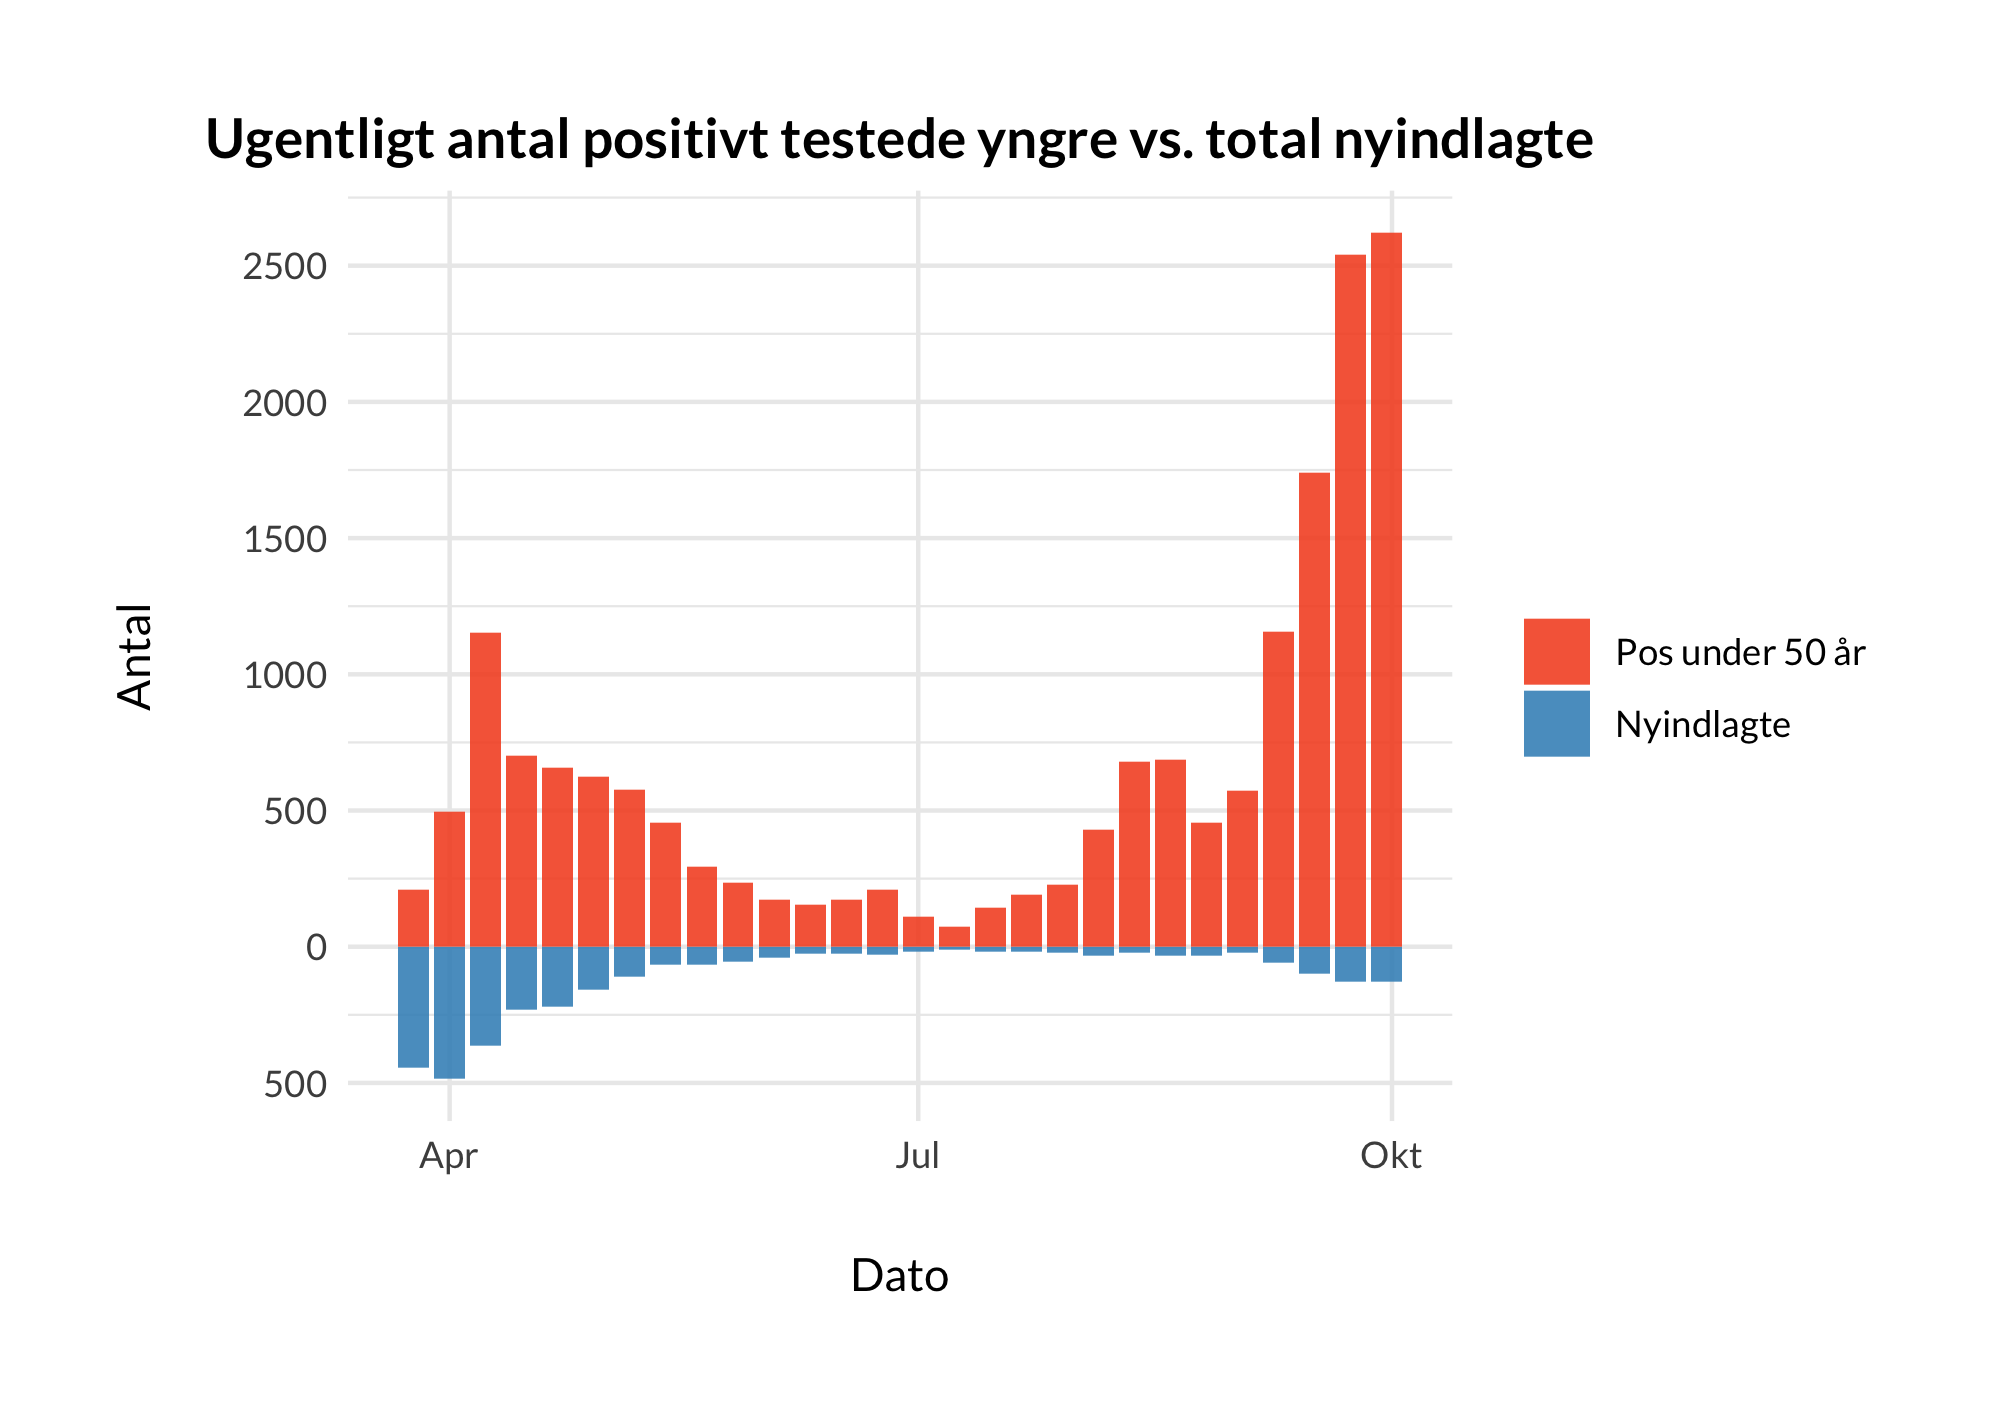 Ugentligt antal positivt testede yngre vs. total nyindlagte
2500
2000
1500
1000
500
0
500
Antal
Apr
Jul
Okt
Dato
Pos under 50 år
Nyindlagte